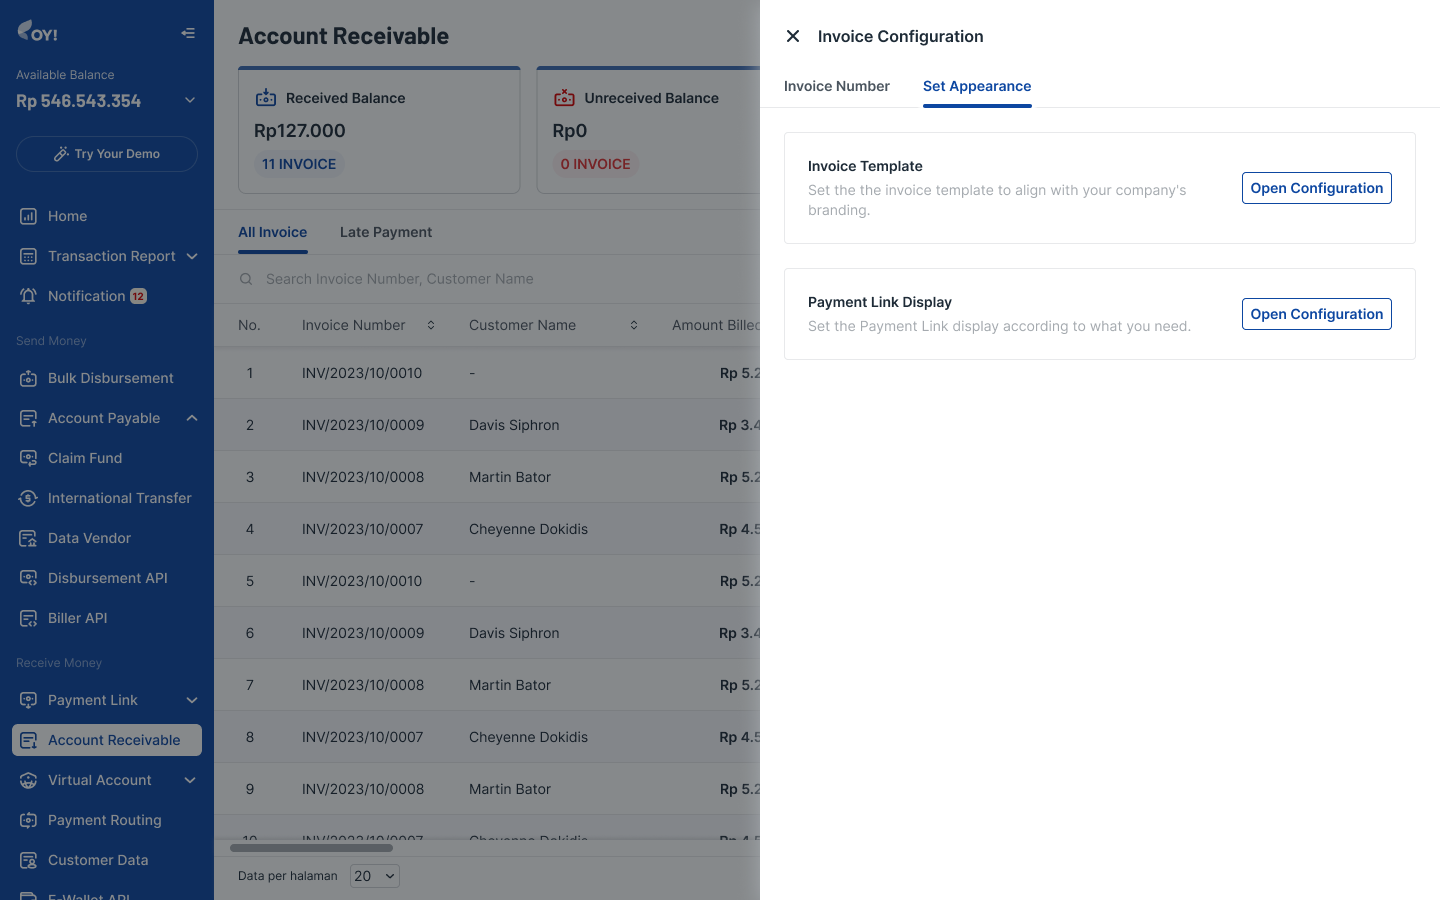 OY!
Available Balance
Rp 546.543.354
Try Your Demo
Home
Transaction Report
Notification 12
Send Money
Bulk Disbursement
Account Payable
Claim Fund
International Transfer
Data Vendor
Disbursement API
Biller API
Receive Money
Payment Link
Account Receivable
Virtual Account
Payment Routing
Customer Data
E-Wallet API
Account Receivable
Received Balance
Rp127.000
11 INVOICE
Unreceived Balance
Rp0
0 INVOICE
All Invoice Late Payment
Search Invoice Number, Customer Name
No. Invoice Number Customer Name Amount Billed
1 INV/2023/10/0010 - Rp 5.2
2 INV/2023/10/0009 Davis Siphron Rp 3.4
3 INV/2023/10/0008 Martin Bator Rp 5.2
4 INV/2023/10/0007 Cheyenne Dokidis Rp 4.5
5 INV/2023/10/0010 - Rp 5.2
6 INV/2023/10/0009 Davis Siphron Rp 3.4
7 INV/2023/10/0008 Martin Bator Rp 5.2
8 INV/2023/10/0007 Cheyenne Dokidis Rp 4.5
9 INV/2023/10/0008 Martin Bator Rp 5.2
10 INV/2023/10/0007 Cheyenne Dokidis Rp 4.5
Data per halaman 20
Invoice Configuration
Invoice Number Set Appearance
Invoice Template
Set the the invoice template to align with your company's
branding.
Open Configuration
Payment Link Display
Set the Payment Link display according to what you need.
Open Configuration